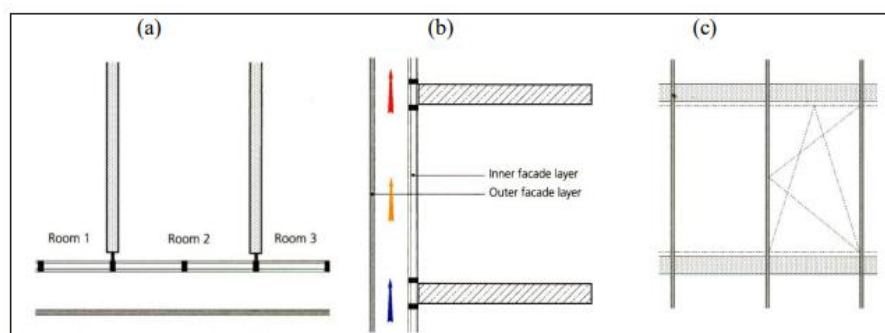 (a)
(b)
(c)
Room 1
Room 2
Room 3
Inner facade layer
Outer facade layer